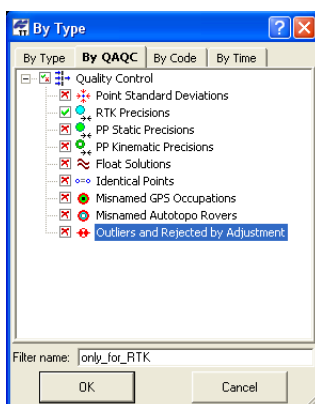 By Type
By Type By QAQC By Code By Time
Quality Control
Point Standard Deviations
RTK Precisions
PP Static Precisions
PP Kinematic Precisions
Float Solutions
Identical Points
Misnamed GPS Occupations
Misnamed Autotopo Rovers
Outliers and Rejected by Adjustment
Filter name: only_for_RTK
OK Cancel